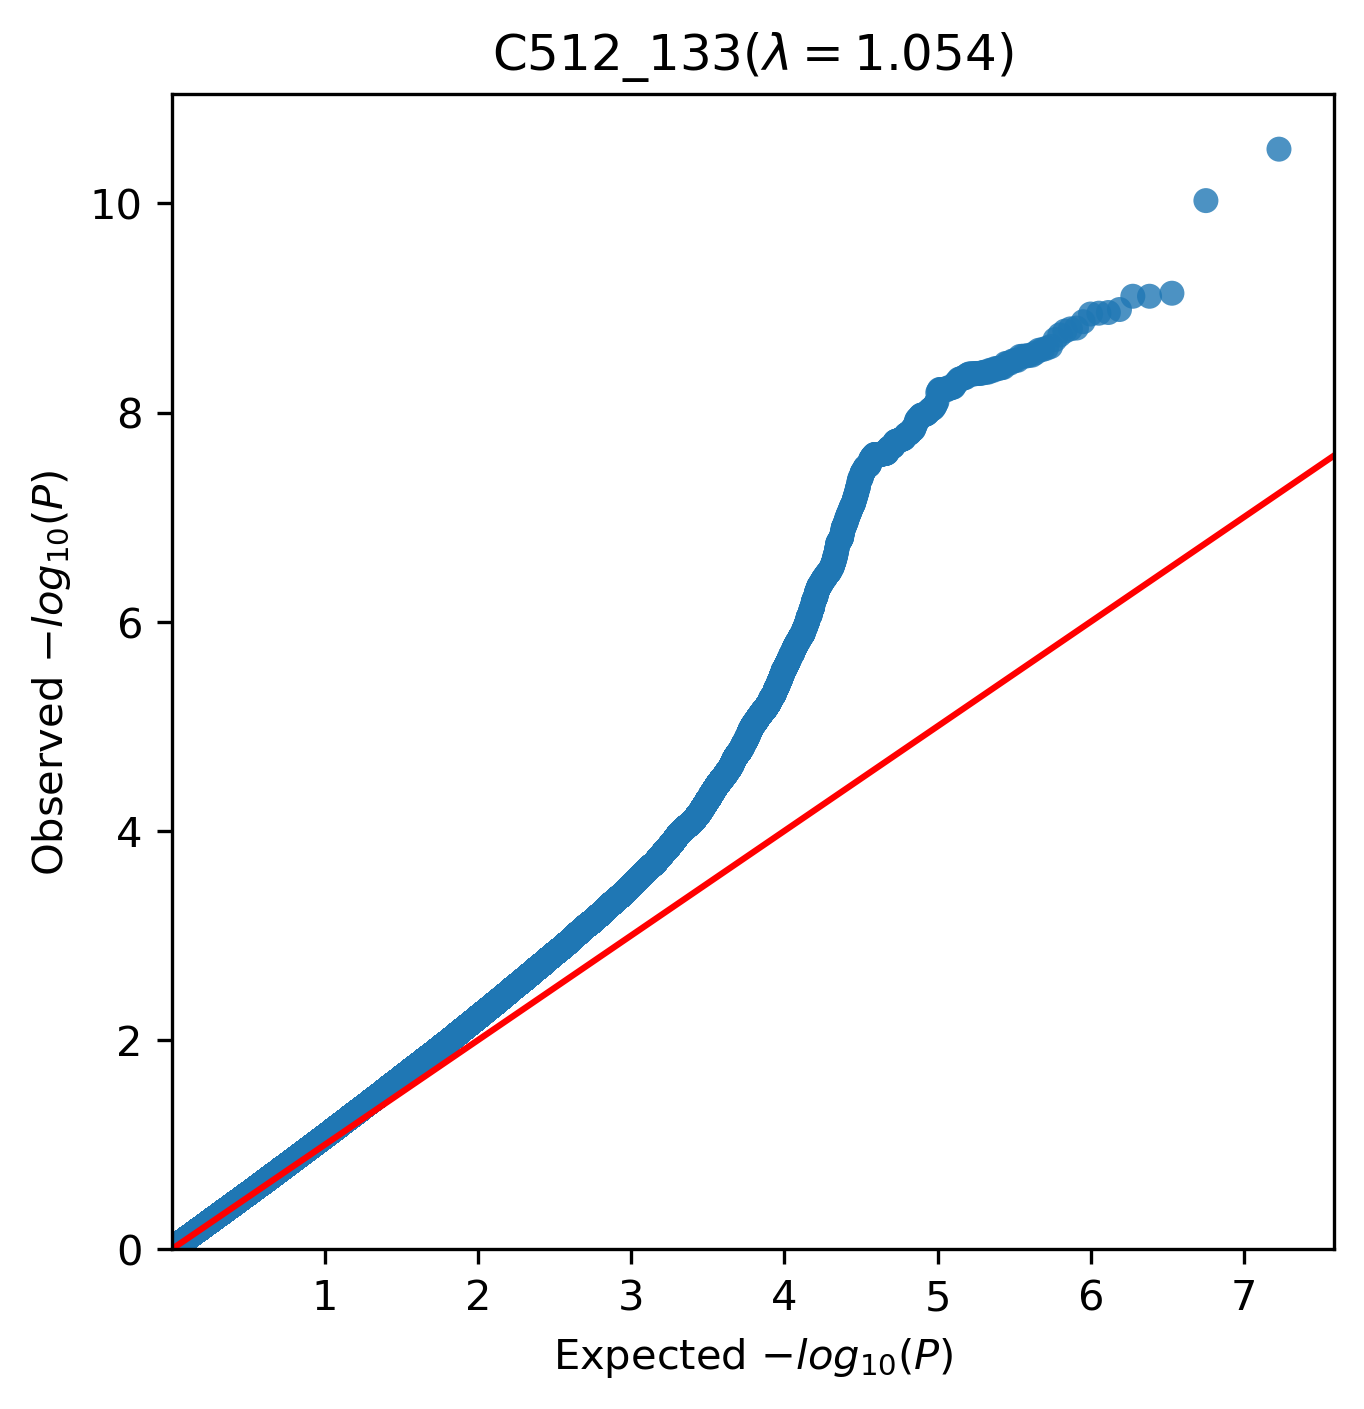 C512_133(λ = 1.054)
Observed −log₁₀(P)
10
8
6
4
2
0
1 2 3 4 5 6 7
Expected −log₁₀(P)